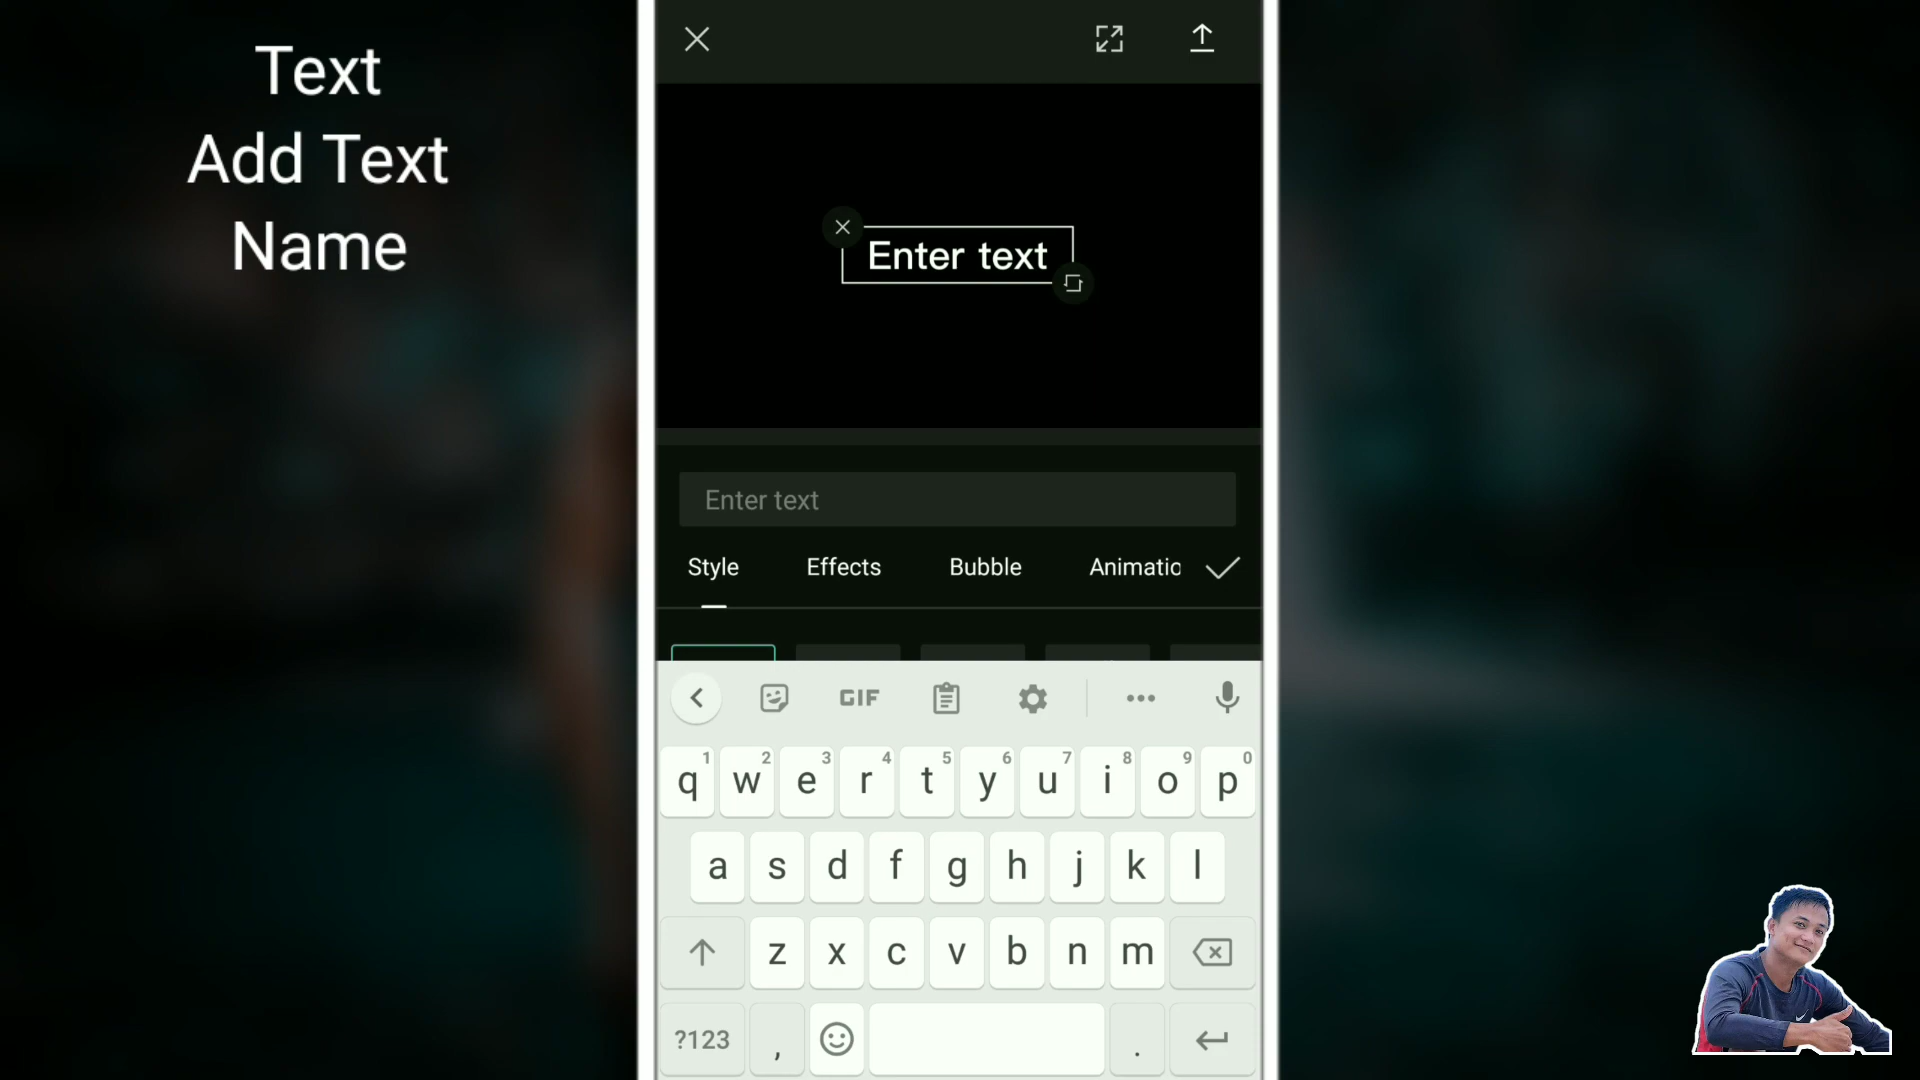 Text
Add Text
Name
Enter text
Enter text
Style Effects Bubble Animatio
GIF
1 2 3 4 5 6 7 8 9 0
q w e r t y u i o p
a s d f g h j k l
z x c v b n m
?123 , .